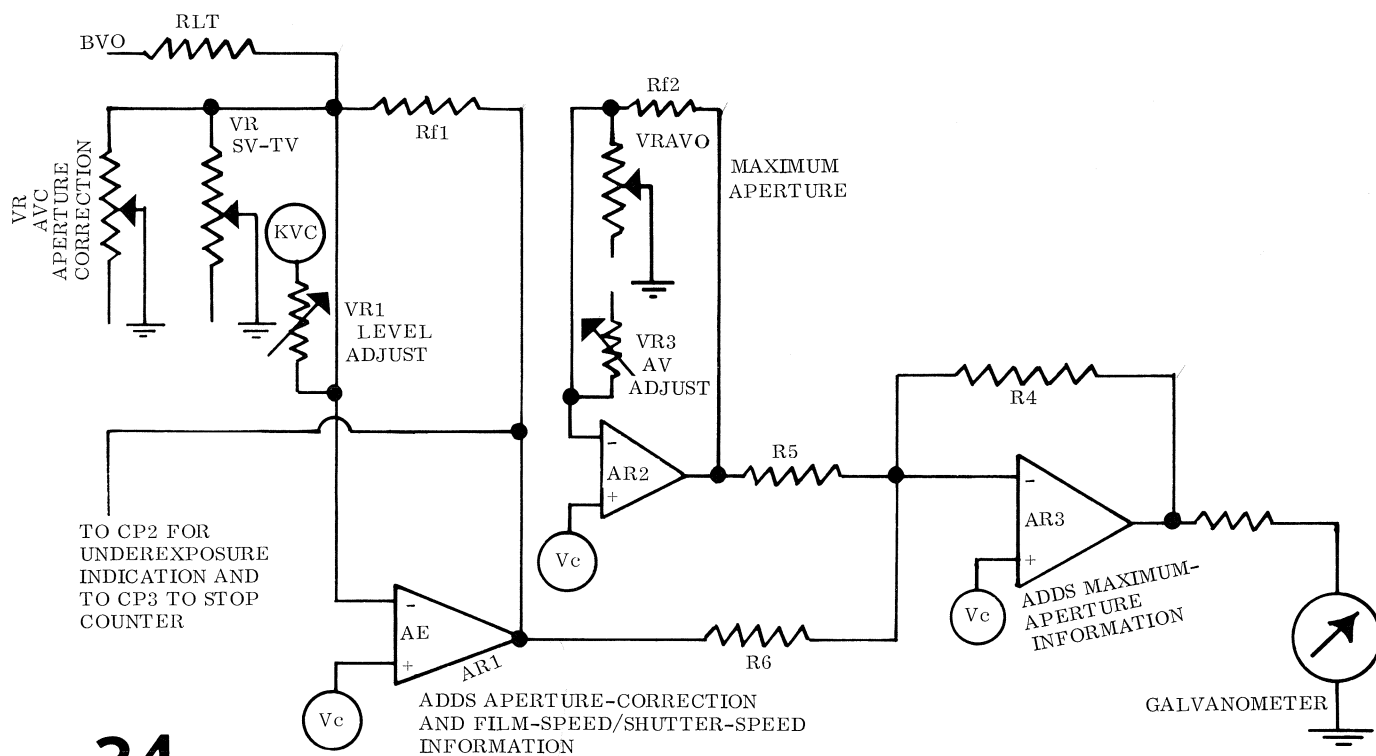 RLT
BVO
VR
AVC
APERTURE
CORRECTION
VR
SV-TV
Rf1
KVC
VR1
LEVEL
ADJUST
Rf2
VRAVO
MAXIMUM
APERTURE
VR3
AV
ADJUST
-
AR2
+
Vc
R5
R4
-
AR3
+
Vc
ADDS MAXIMUM-
APERTURE
INFORMATION
TO CP2 FOR
UNDEREXPOSURE
INDICATION AND
TO CP3 TO STOP
COUNTER
-
AE
+
AR1
Vc
R6
ADDS APERTURE-CORRECTION
AND FILM-SPEED/SHUTTER-SPEED
INFORMATION
GALVANOMETER